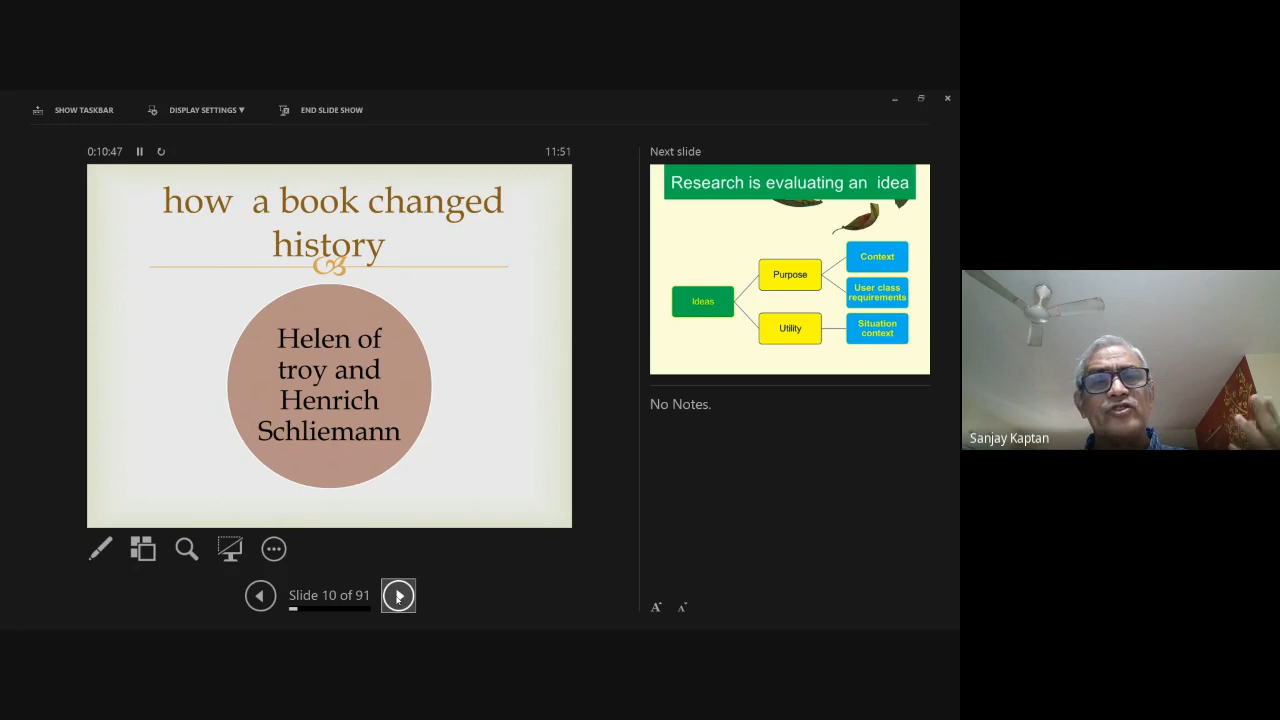 SHOW TASKBAR
DISPLAY SETTINGS ▼
END SLIDE SHOW
0:10:47
11:51
how a book changed
history
Helen of
troy and
Henrich
Schliemann
Slide 10 of 91
Next slide
Research is evaluating an idea
Ideas
Purpose
Utility
Context
User class
requirements
Situation
context
No Notes.
A
A
Sanjay Kaptan